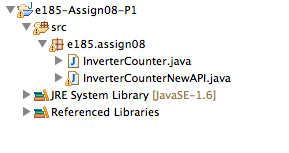 e185-Assign08-P1
src
e185.assign08
InverterCounter.java
InverterCounterNewAPI.java
JRE System Library [JavaSE-1.6]
Referenced Libraries